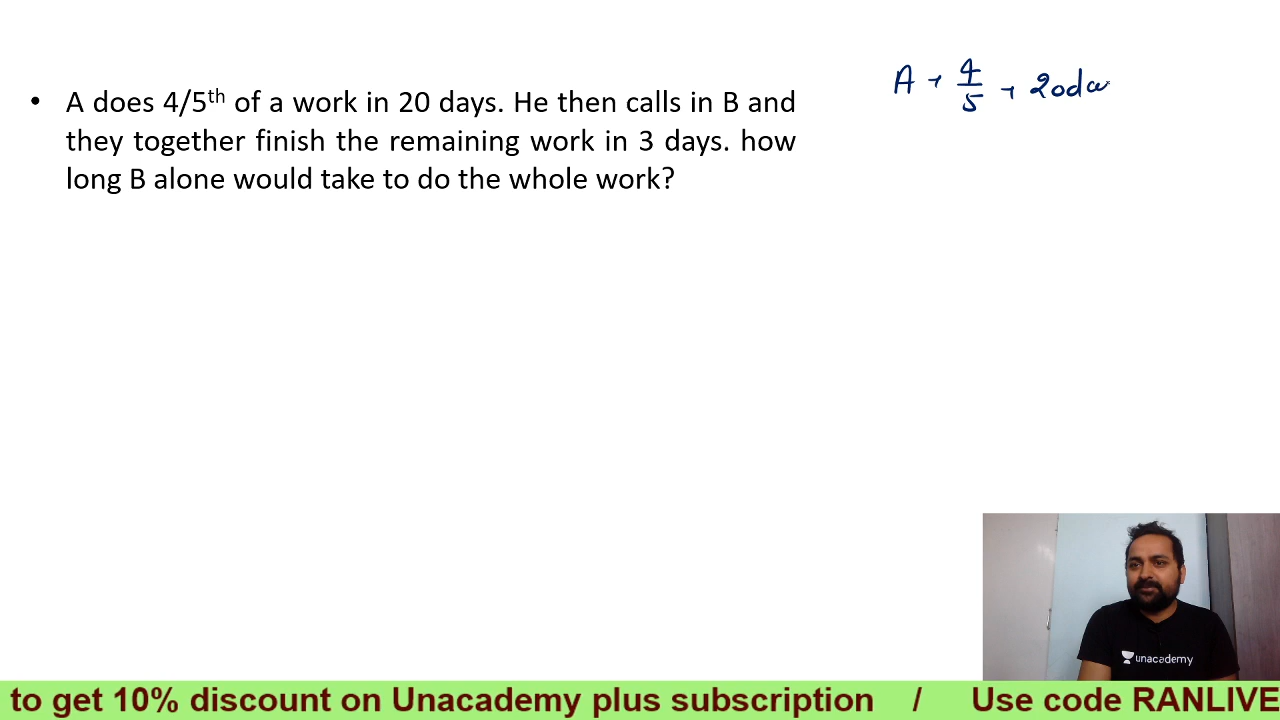 A → 4/5 → 20da
• A does 4/5th of a work in 20 days. He then calls in B and
they together finish the remaining work in 3 days. how
long B alone would take to do the whole work?
unacademy
to get 10% discount on Unacademy plus subscription / Use code RANLIVE